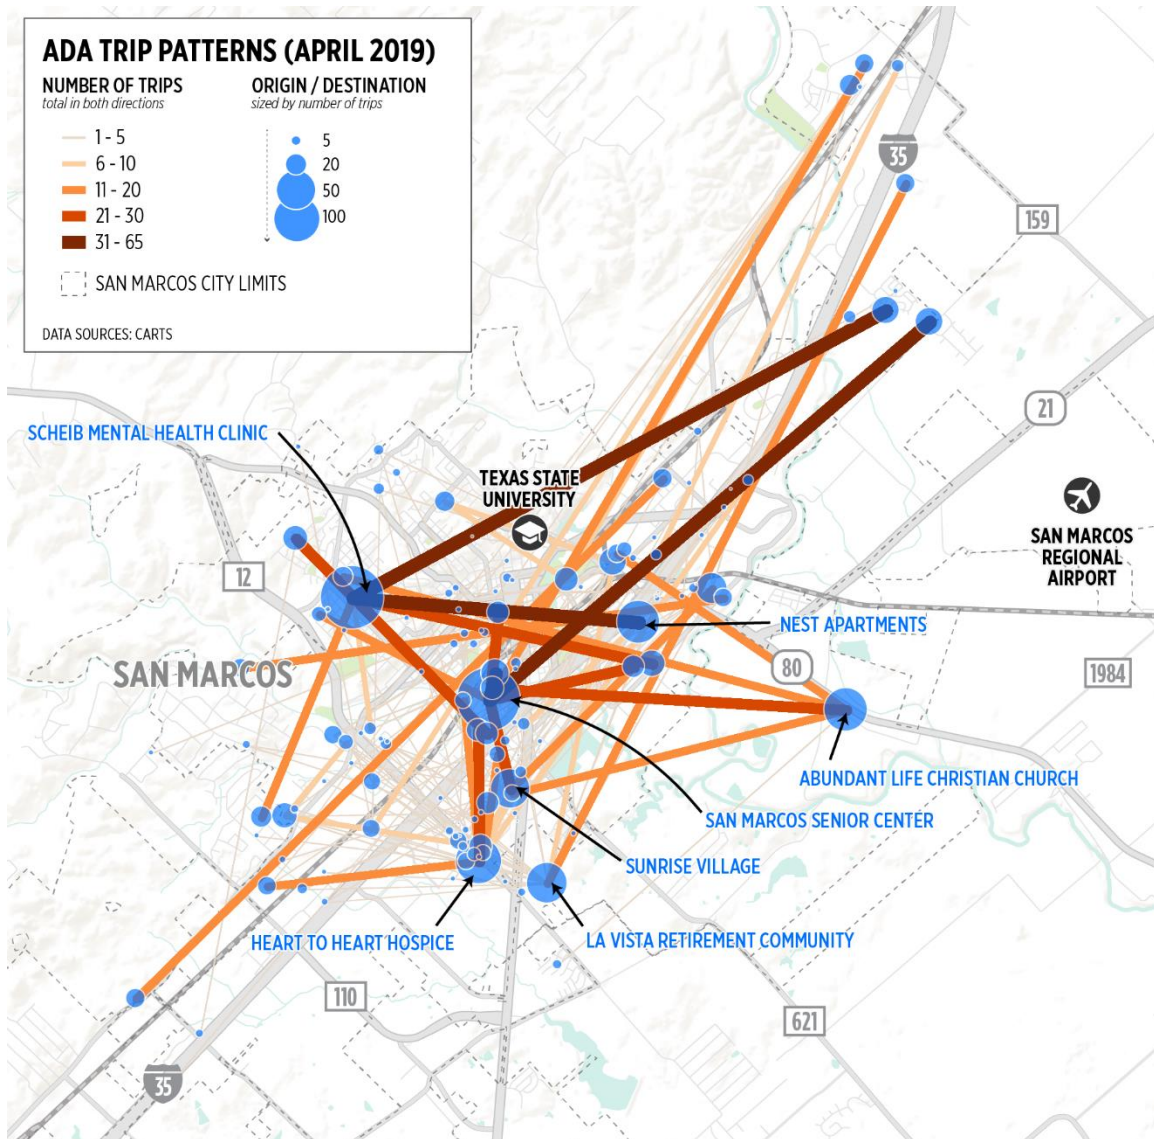 ADA TRIP PATTERNS (APRIL 2019)
NUMBER OF TRIPS
total in both directions
1 - 5
6 - 10
11 - 20
21 - 30
31 - 65
ORIGIN / DESTINATION
sized by number of trips
5
20
50
100
SAN MARCOS CITY LIMITS
DATA SOURCES: CARTS
35
159
21
SCHEIB MENTAL HEALTH CLINIC
TEXAS STATE
UNIVERSITY
SAN MARCOS
REGIONAL
AIRPORT
12
NEST APARTMENTS
SAN MARCOS
80
1984
ABUNDANT LIFE CHRISTIAN CHURCH
SAN MARCOS SENIOR CENTER
SUNRISE VILLAGE
HEART TO HEART HOSPICE
LA VISTA RETIREMENT COMMUNITY
110
621
35